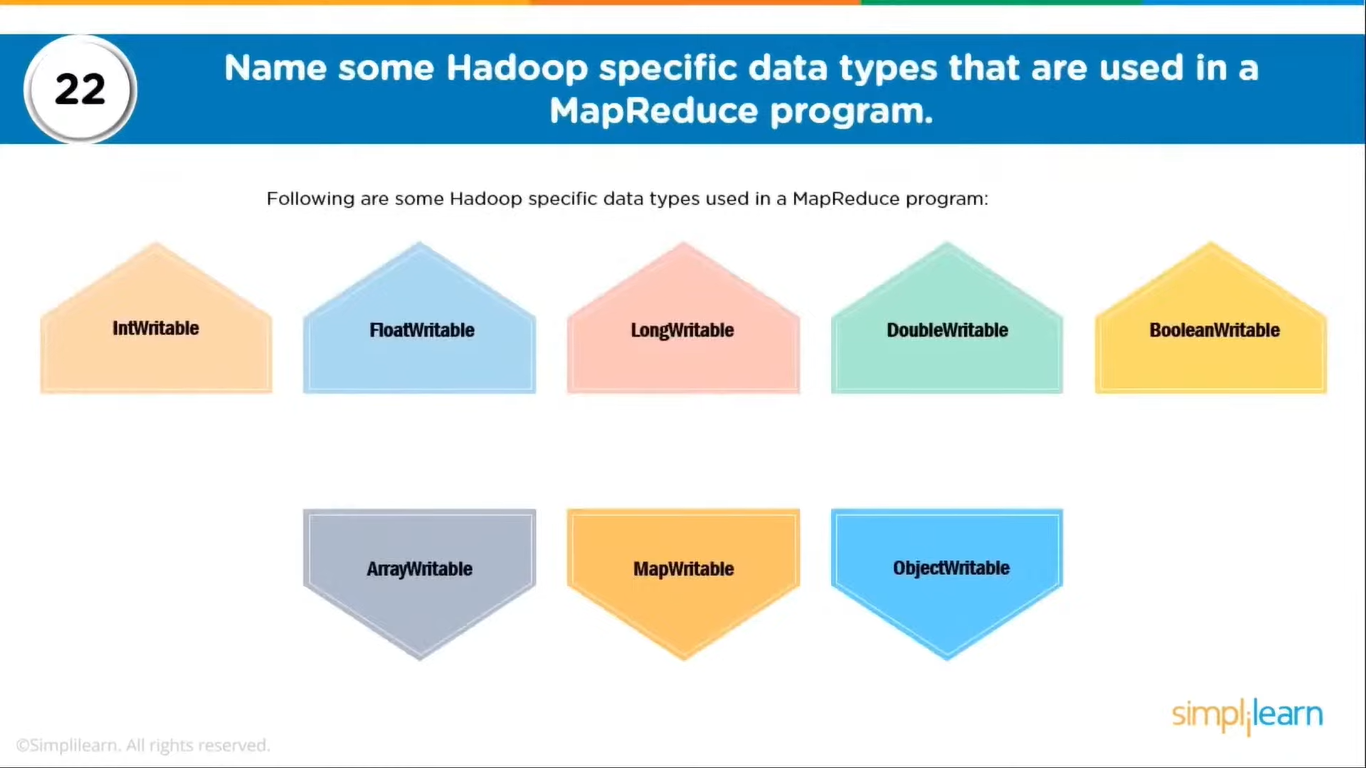 22
Name some Hadoop specific data types that are used in a
MapReduce program.
Following are some Hadoop specific data types used in a MapReduce program:
IntWritable
FloatWritable
LongWritable
DoubleWritable
BooleanWritable
ArrayWritable
MapWritable
ObjectWritable
simplilearn
©Simplilearn. All rights reserved.